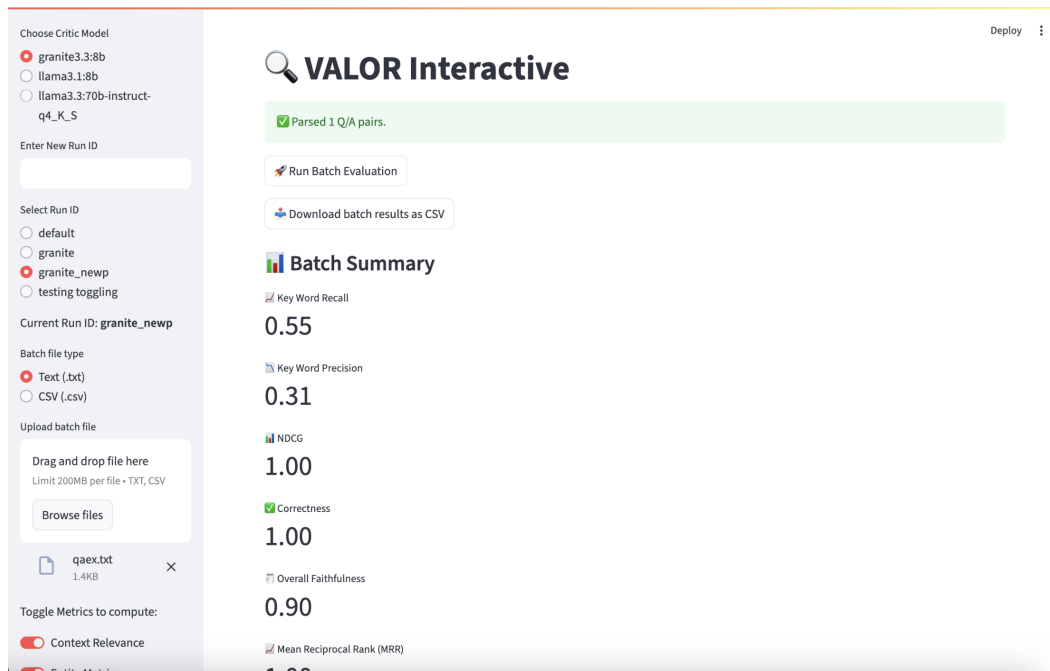 Choose Critic Model
granite3.3:8b
llama3.1:8b
llama3.3:70b-instruct-
q4_K_S
Enter New Run ID
Select Run ID
default
granite
granite_newp
testing toggling
Current Run ID: granite_newp
Batch file type
Text (.txt)
CSV (.csv)
Upload batch file
Drag and drop file here
Limit 200MB per file • TXT, CSV
Browse files
qaex.txt
1.4KB
Toggle Metrics to compute:
Context Relevance
Deploy
VALOR Interactive
Parsed 1 Q/A pairs.
Run Batch Evaluation
Download batch results as CSV
Batch Summary
Key Word Recall
0.55
Key Word Precision
0.31
NDCG
1.00
Correctness
1.00
Overall Faithfulness
0.90
Mean Reciprocal Rank (MRR)